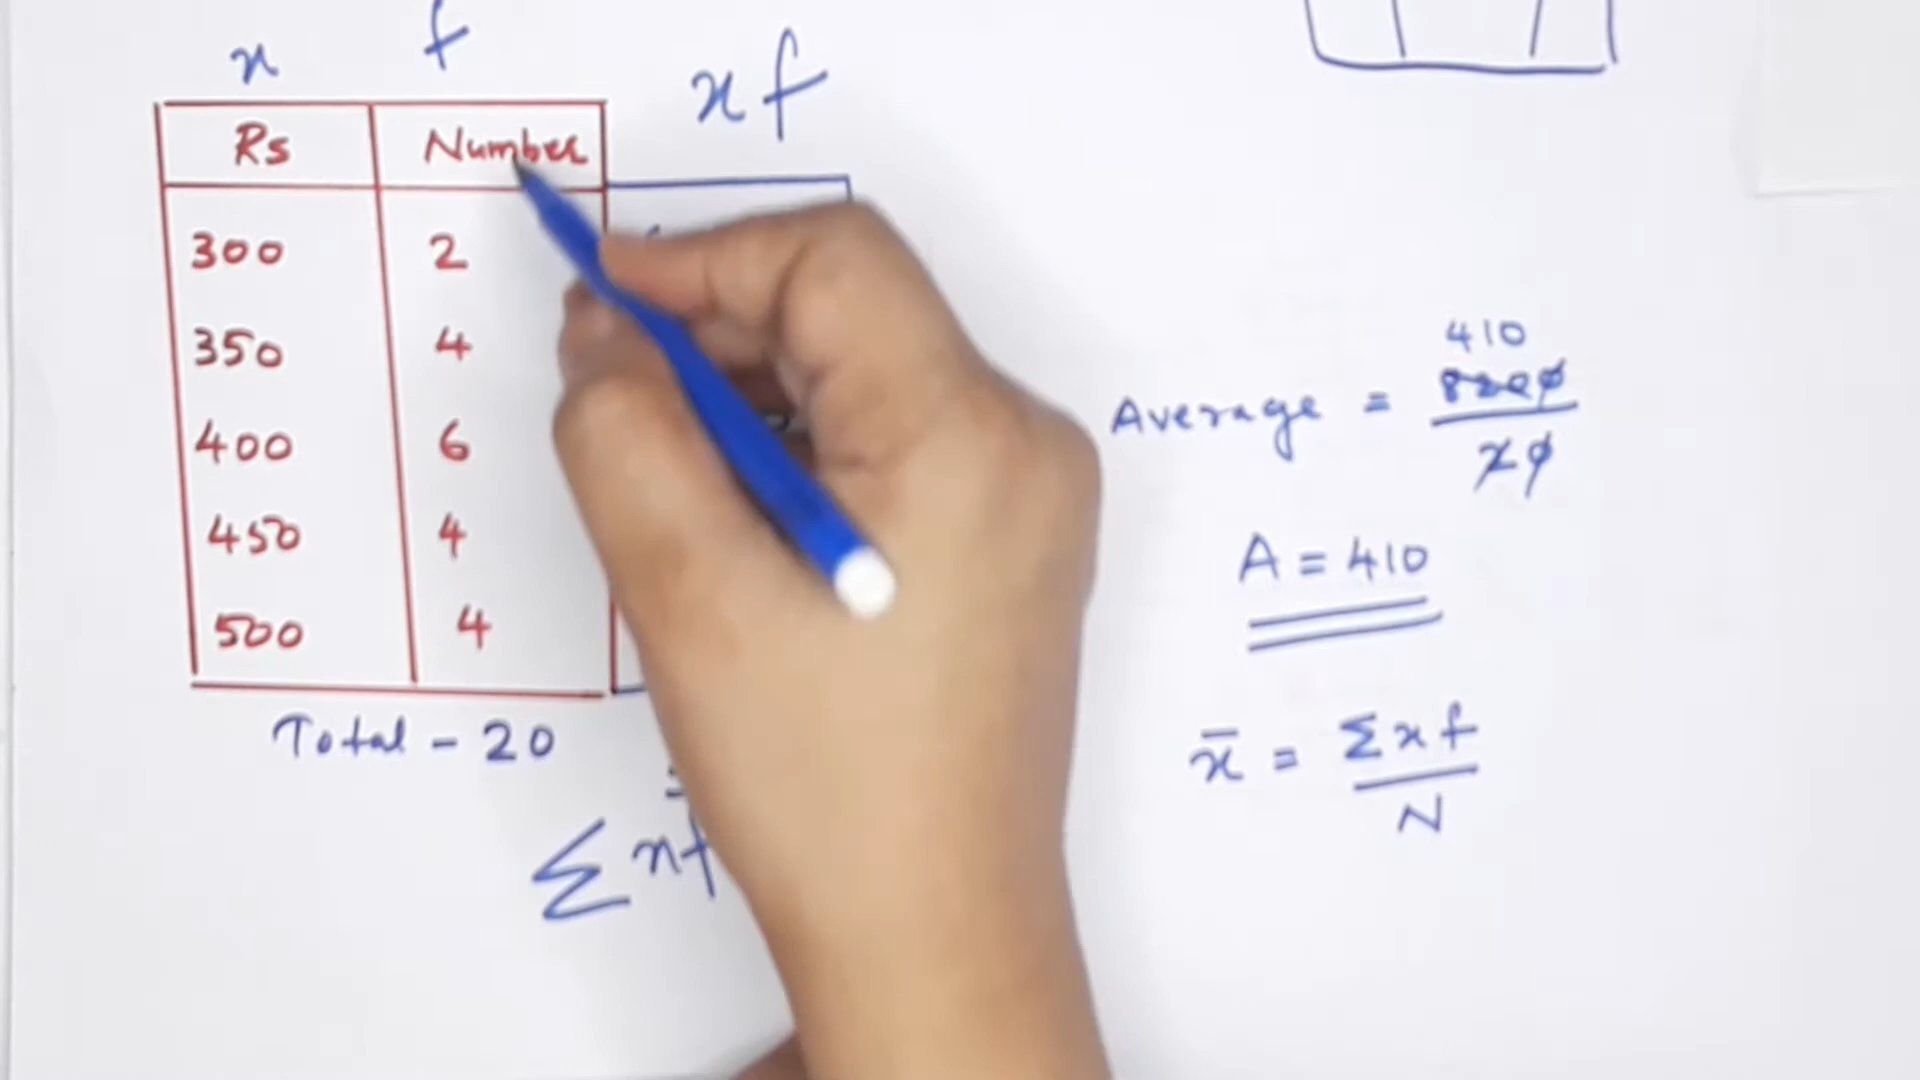 x f xf
Rs Number
300 2
350 4
400 6
450 4
500 4
Total - 20
Σxf
410
Average = 8200/20
A = 410
x̄ = Σxf/N